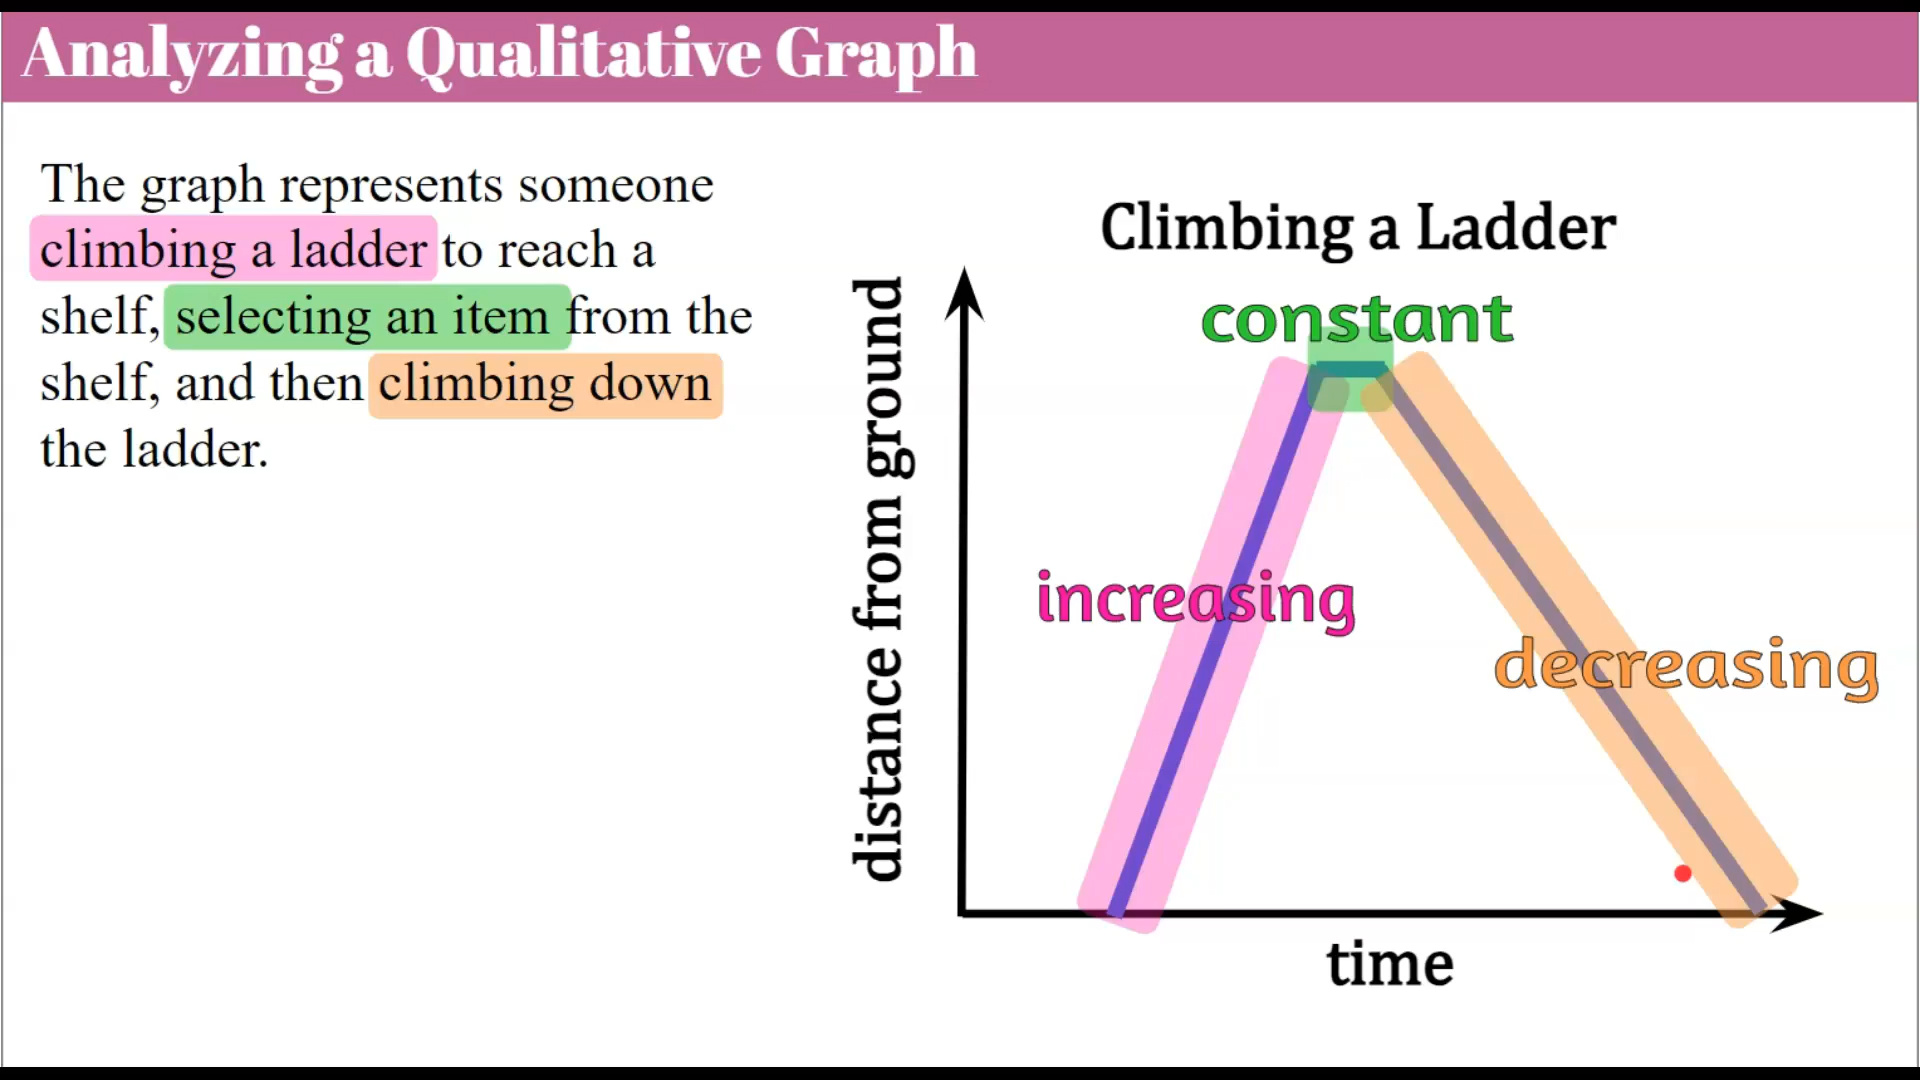 Analyzing a Qualitative Graph
The graph represents someone
climbing a ladder to reach a
shelf, selecting an item from the
shelf, and then climbing down
the ladder.
Climbing a Ladder
constant
distance from ground
increasing
decreasing
time